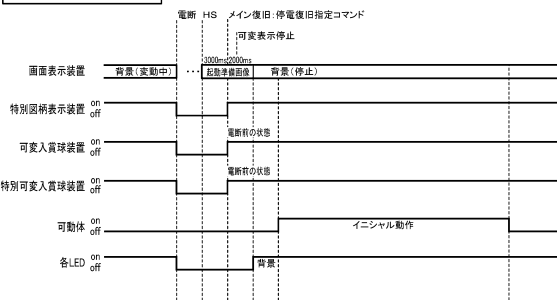 電断 HS メイン復旧:停電復旧指定コマンド
可変表示停止
3000ms 2000ms
画面表示装置 背景(変動中) ・・・ 起動準備画像 背景(停止)
特別図柄表示装置 on off
電断前の状態
可変入賞球装置 on off
電断前の状態
特別可変入賞球装置 on off
可動体 on off イニシャル動作
各LED on off 背景